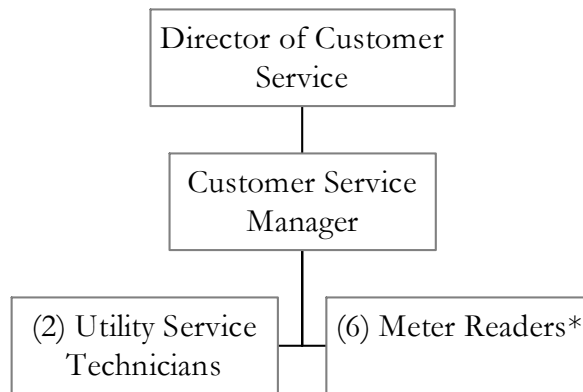 Director of Customer
Service
Customer Service
Manager
(2) Utility Service
Technicians
(6) Meter Readers*